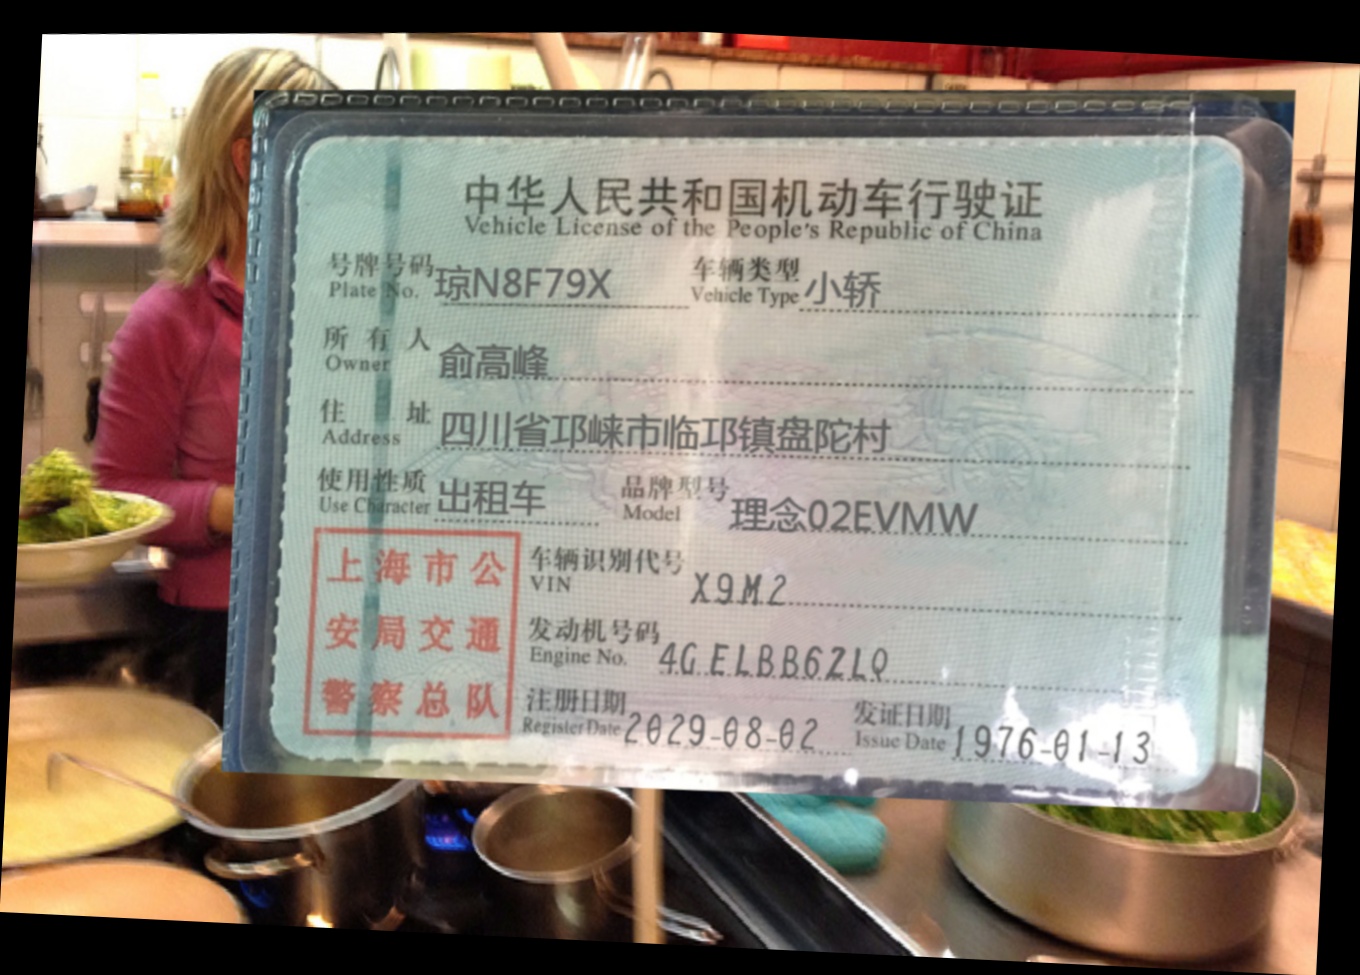 中华人民共和国机动车行驶证
Vehicle License of the People's Republic of China
号牌号码 琼N8F79X 车辆类型 小轿
Plate No. Vehicle Type
所有人 俞高峰
Owner
住址 四川省邛崃市临邛镇盘陀村
Address
使用性质 出租车 品牌型号 理念02EVMW
Use Character Model
上海市公安局交通警察总队
车辆识别代号 X9M2
VIN
发动机号码 4GELBB6ZLQ
Engine No.
注册日期 2029-08-02 发证日期 1976-01-13
Register Date Issue Date